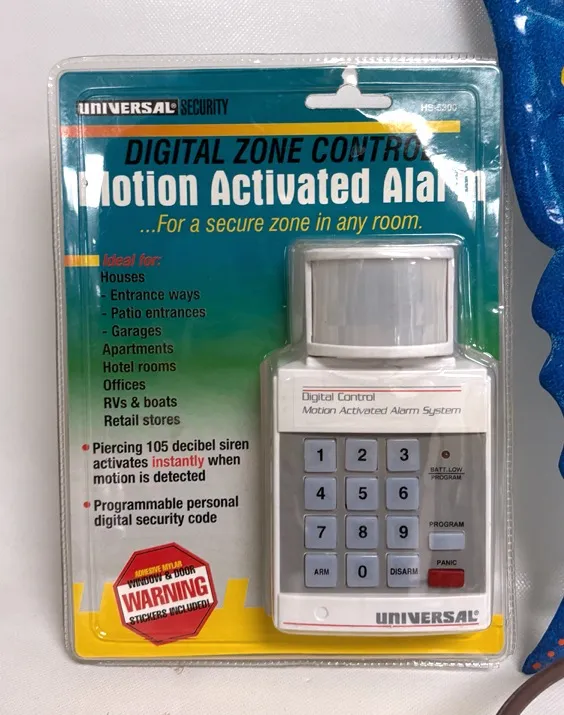 UNIVERSAL SECURITY
DIGITAL ZONE CONTROL
Motion Activated Alarm
...For a secure zone in any room.
Ideal for:
Houses
- Entrance ways
- Patio entrances
- Garages
Apartments
Hotel rooms
Offices
RVs & boats
Retail stores
• Piercing 105 decibel siren
activates instantly when
motion is detected
• Programmable personal
digital security code
ADHESIVE MYLAR
WINDOW & DOOR
WARNING
STICKERS INCLUDED!
Digital Control
Motion Activated Alarm System
1 2 3
BATT.LOW
PROGRAM
4 5 6
7 8 9
PROGRAM
ARM 0 DISARM
PANIC
UNIVERSAL